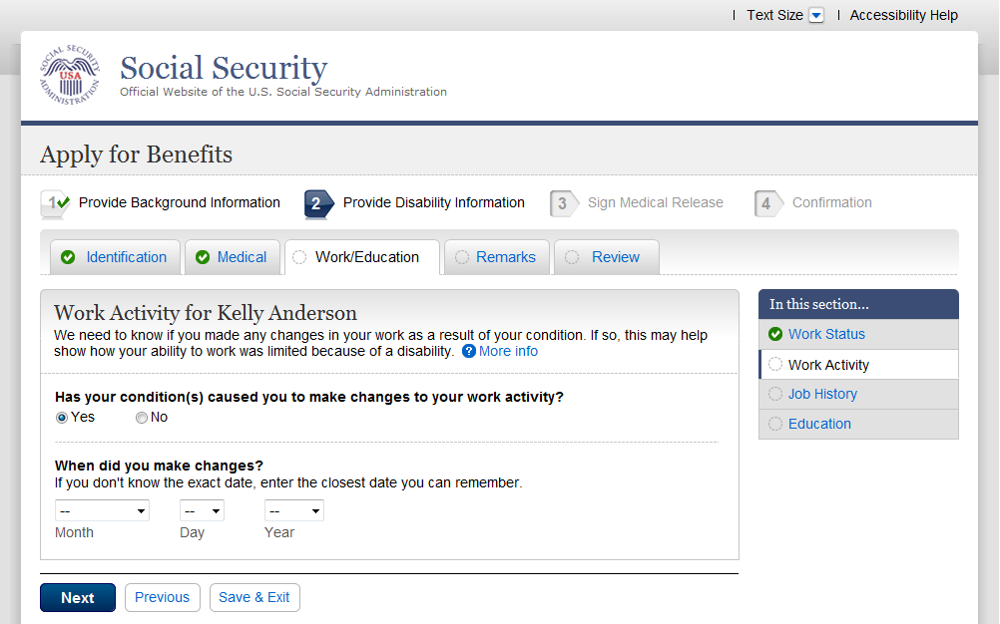 Text Size
Accessibility Help
SOCIAL SECURITY ADMINISTRATION
USA
Social Security
Official Website of the U.S. Social Security Administration
Apply for Benefits
1 Provide Background Information
2 Provide Disability Information
3 Sign Medical Release
4 Confirmation
Identification
Medical
Work/Education
Remarks
Review
Work Activity for Kelly Anderson
We need to know if you made any changes in your work as a result of your condition. If so, this may help
show how your ability to work was limited because of a disability. ? More info
Has your condition(s) caused you to make changes to your work activity?
Yes No
When did you make changes?
If you don't know the exact date, enter the closest date you can remember.
-- -- --
Month Day Year
In this section...
Work Status
Work Activity
Job History
Education
Next Previous Save & Exit